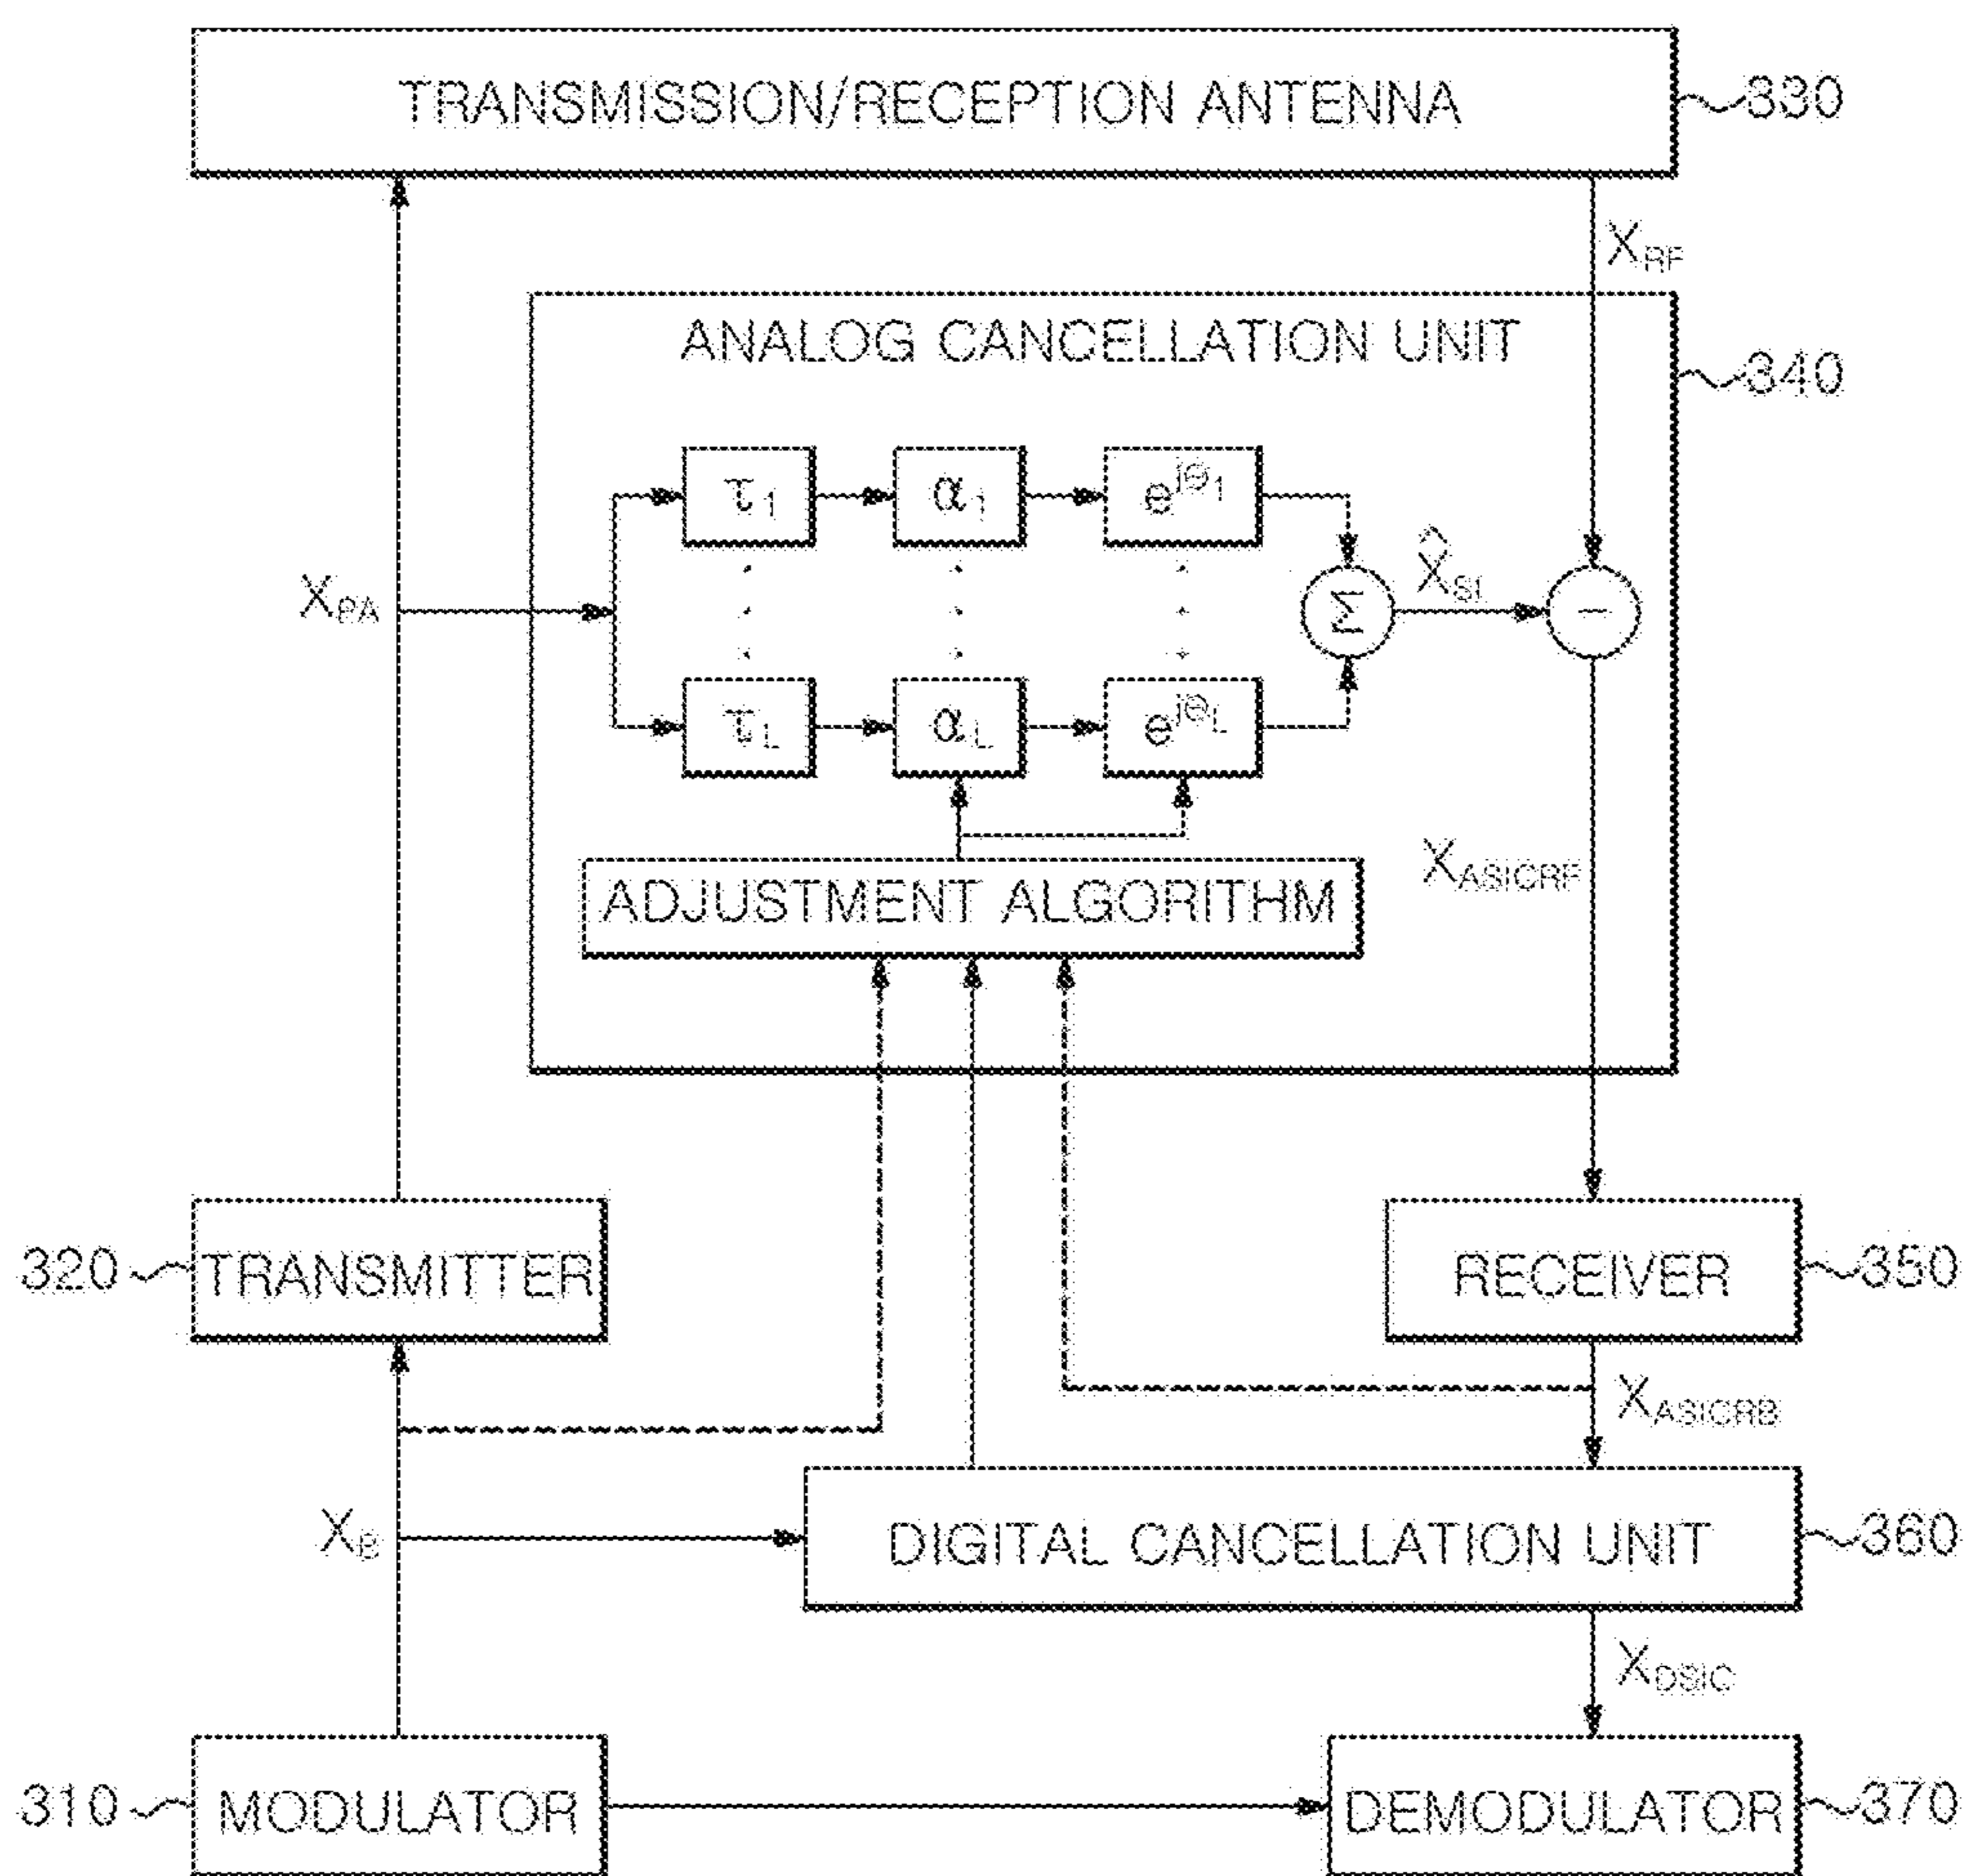 TRANSMISSION/RECEPTION ANTENNA
330
X_RF
ANALOG CANCELLATION UNIT
340
τ_1 α_1 e^{jθ_1}
X_PA
Σ
X̂_SI
−
τ_L α_L e^{jθ_L}
ADJUSTMENT ALGORITHM
X_ASICRF
320
TRANSMITTER
RECEIVER
350
X_ASICRB
X_B
DIGITAL CANCELLATION UNIT
360
X_DSIC
310
MODULATOR
DEMODULATOR
370